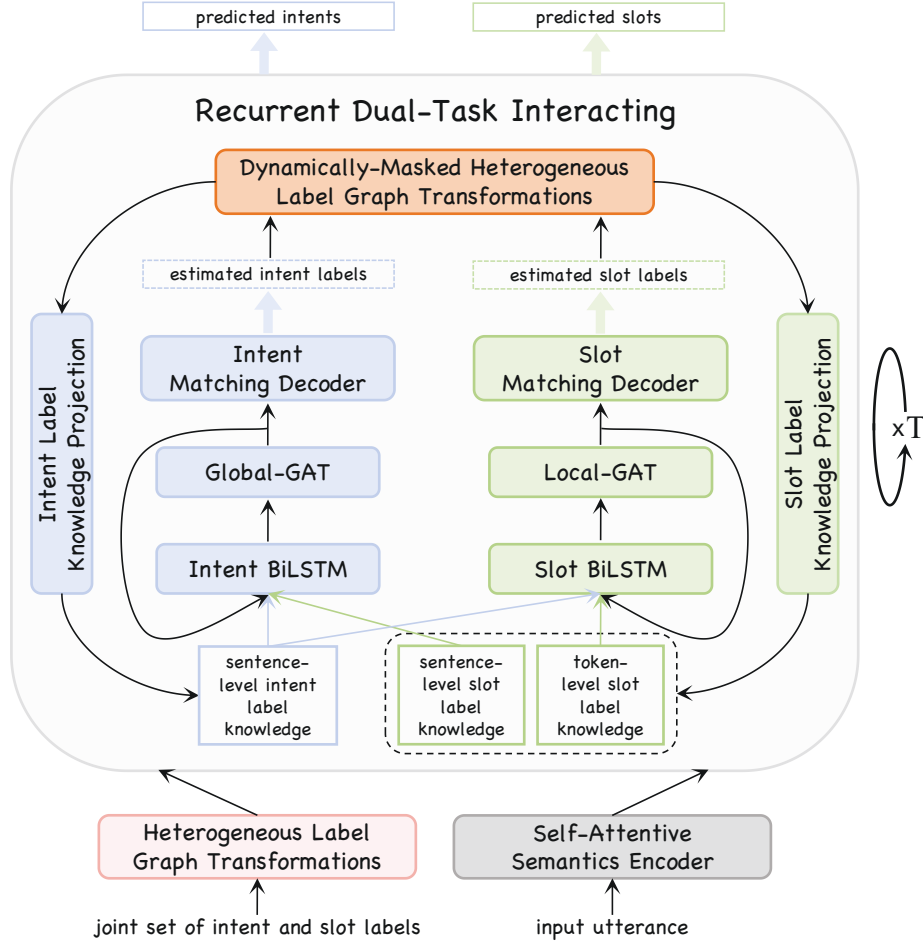 predicted intents
predicted slots
Recurrent Dual-Task Interacting
Dynamically-Masked Heterogeneous
Label Graph Transformations
estimated intent labels
estimated slot labels
Intent Label
Knowledge Projection
Intent
Matching Decoder
Slot
Matching Decoder
Slot Label
Knowledge Projection
xT
Global-GAT
Local-GAT
Intent BiLSTM
Slot BiLSTM
sentence-
level intent
label
knowledge
sentence-
level slot
label
knowledge
token-
level slot
label
knowledge
Heterogeneous Label
Graph Transformations
Self-Attentive
Semantics Encoder
joint set of intent and slot labels
input utterance